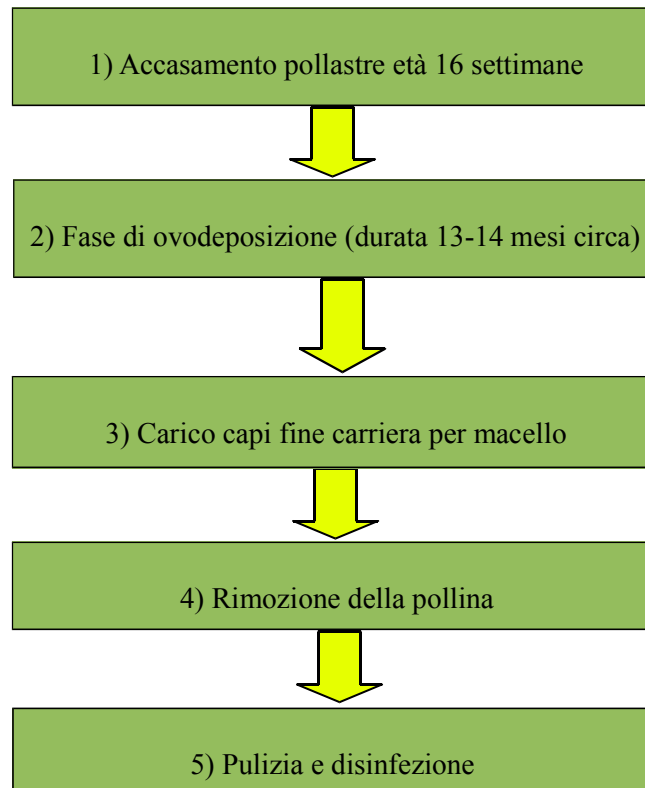 1) Accasamento pollastre età 16 settimane
2) Fase di ovodeposizione (durata 13-14 mesi circa)
3) Carico capi fine carriera per macello
4) Rimozione della pollina
5) Pulizia e disinfezione